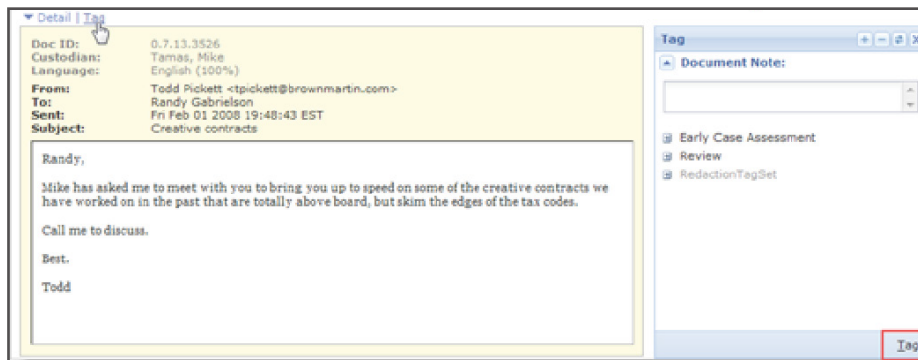 Detail | Tag
Doc ID: 0.7.13.3526
Custodian: Tamas, Mike
Language: English (100%)
From: Todd Pickett <tpickett@brownmartin.com>
To: Randy Gabrielson
Sent: Fri Feb 01 2008 19:48:43 EST
Subject: Creative contracts
Randy,
Mike has asked me to meet with you to bring you up to speed on some of the creative contracts we
have worked on in the past that are totally above board, but skim the edges of the tax codes.
Call me to discuss.
Best.
Todd
Tag
Document Note:
Early Case Assessment
Review
RedactionTagSet
Tag